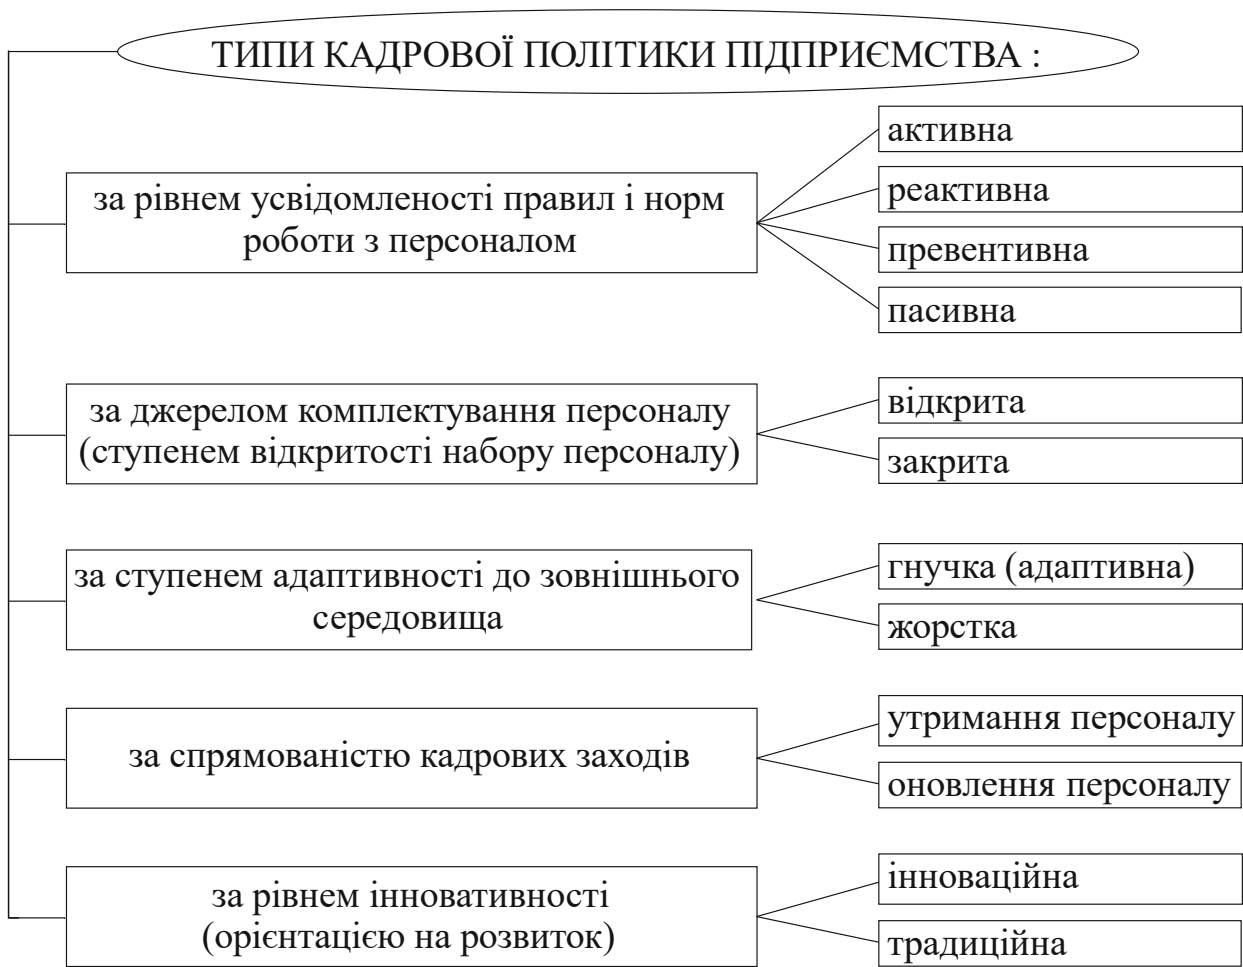 ТИПИ КАДРОВОЇ ПОЛІТИКИ ПІДПРИЄМСТВА :
за рівнем усвідомленості правил і норм
роботи з персоналом
активна
реактивна
превентивна
пасивна
за джерелом комплектування персоналу
(ступенем відкритості набору персоналу)
відкрита
закрита
за ступенем адаптивності до зовнішнього
середовища
гнучка (адаптивна)
жорстка
за спрямованістю кадрових заходів
утримання персоналу
оновлення персоналу
за рівнем інновативності
(орієнтацією на розвиток)
інноваційна
традиційна